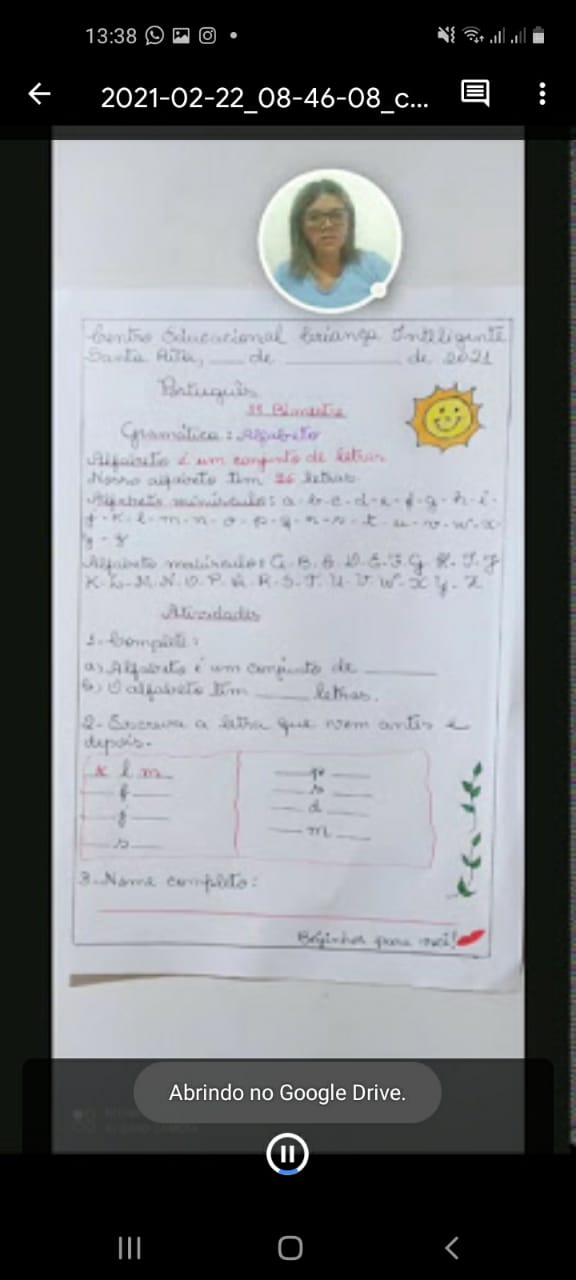 13:38
2021-02-22_08-46-08_c...
Centro Educacional Criança Inteligente
Santa Rita, ____ de __________ de 2021
Português
1º Bimestre
Gramática: Alfabeto
Alfabeto é um conjunto de letras
Nosso alfabeto tem 26 letras
Alfabeto minúsculo: a-b-c-d-e-f-g-h-i-
j-k-l-m-n-o-p-q-r-s-t-u-v-w-x
y-z
Alfabeto maiúsculo: A-B-C-D-E-F-G-H-I-J
K-L-M-N-O-P-Q-R-S-T-U-V-W-X-Y-Z
Atividades
1-Complete:
a) Alfabeto é um conjunto de ______
b) O alfabeto tem ____ letras.
2-Escreva a letra que vem antes e
depois.
k l m ___ p ___
___ f ___ ___ s ___
___ j ___ ___ d ___
___ s ___ ___ m ___
3-Nome completo:
Beijinhos para você!
Abrindo no Google Drive.